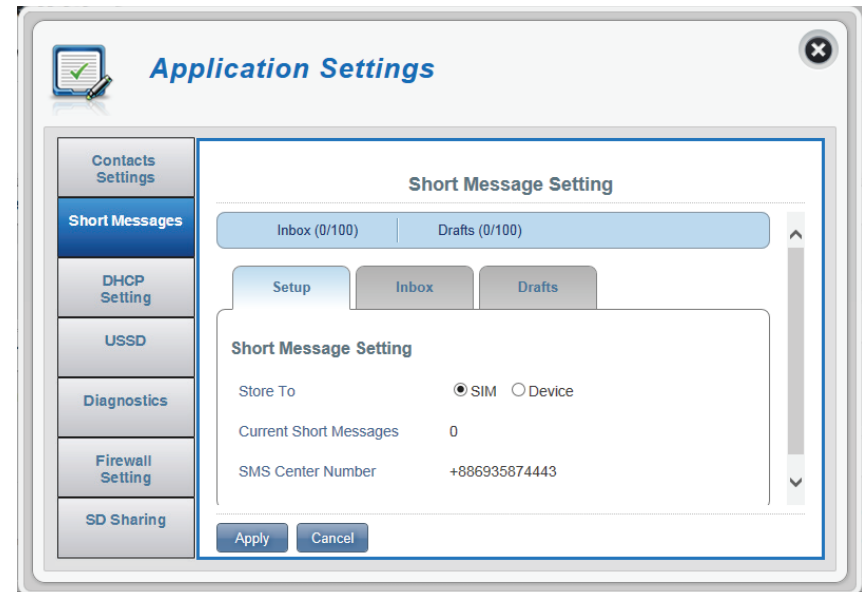 Application Settings
Contacts
Settings
Short Messages
DHCP
Setting
USSD
Diagnostics
Firewall
Setting
SD Sharing
Short Message Setting
Inbox (0/100) Drafts (0/100)
Setup Inbox Drafts
Short Message Setting
Store To SIM Device
Current Short Messages 0
SMS Center Number +886935874443
Apply Cancel